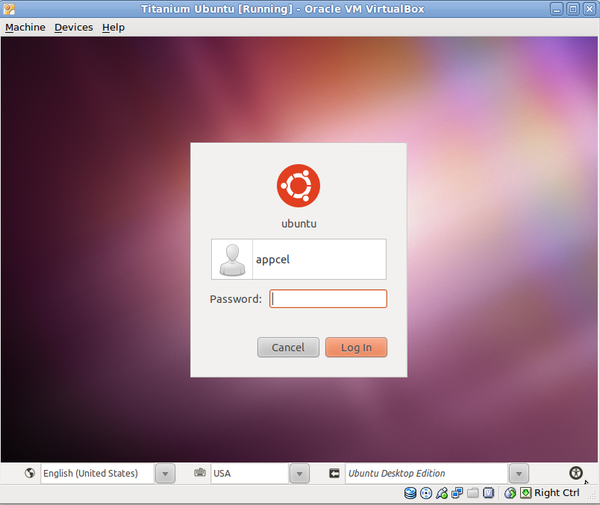 Titanium Ubuntu [Running] - Oracle VM VirtualBox
Machine Devices Help
ubuntu
appcel
Password:
Cancel Log In
English (United States) USA Ubuntu Desktop Edition
Right Ctrl